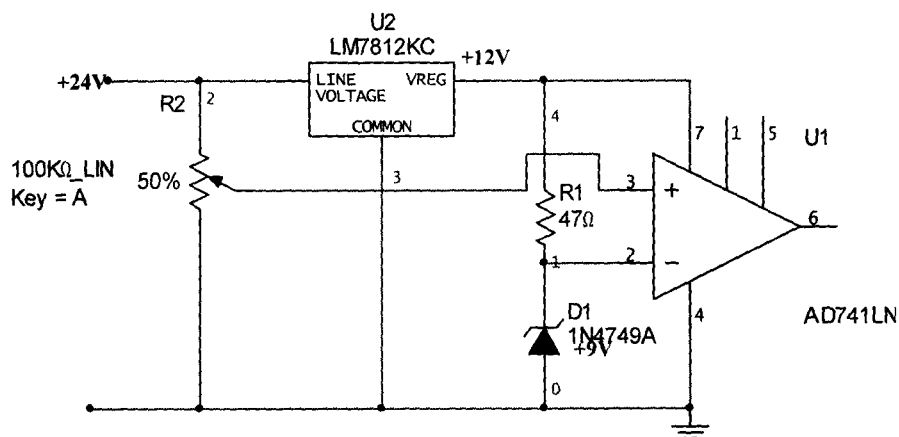 U2
LM7812KC
+24V
2
LINE VREG
VOLTAGE
COMMON
+12V
R2
4
7
1
5
U1
100KΩ_LIN
Key = A
50%
3
3
+
R1
47Ω
6
1
2
−
D1
1N4749A
+9V
4
AD741LN
0